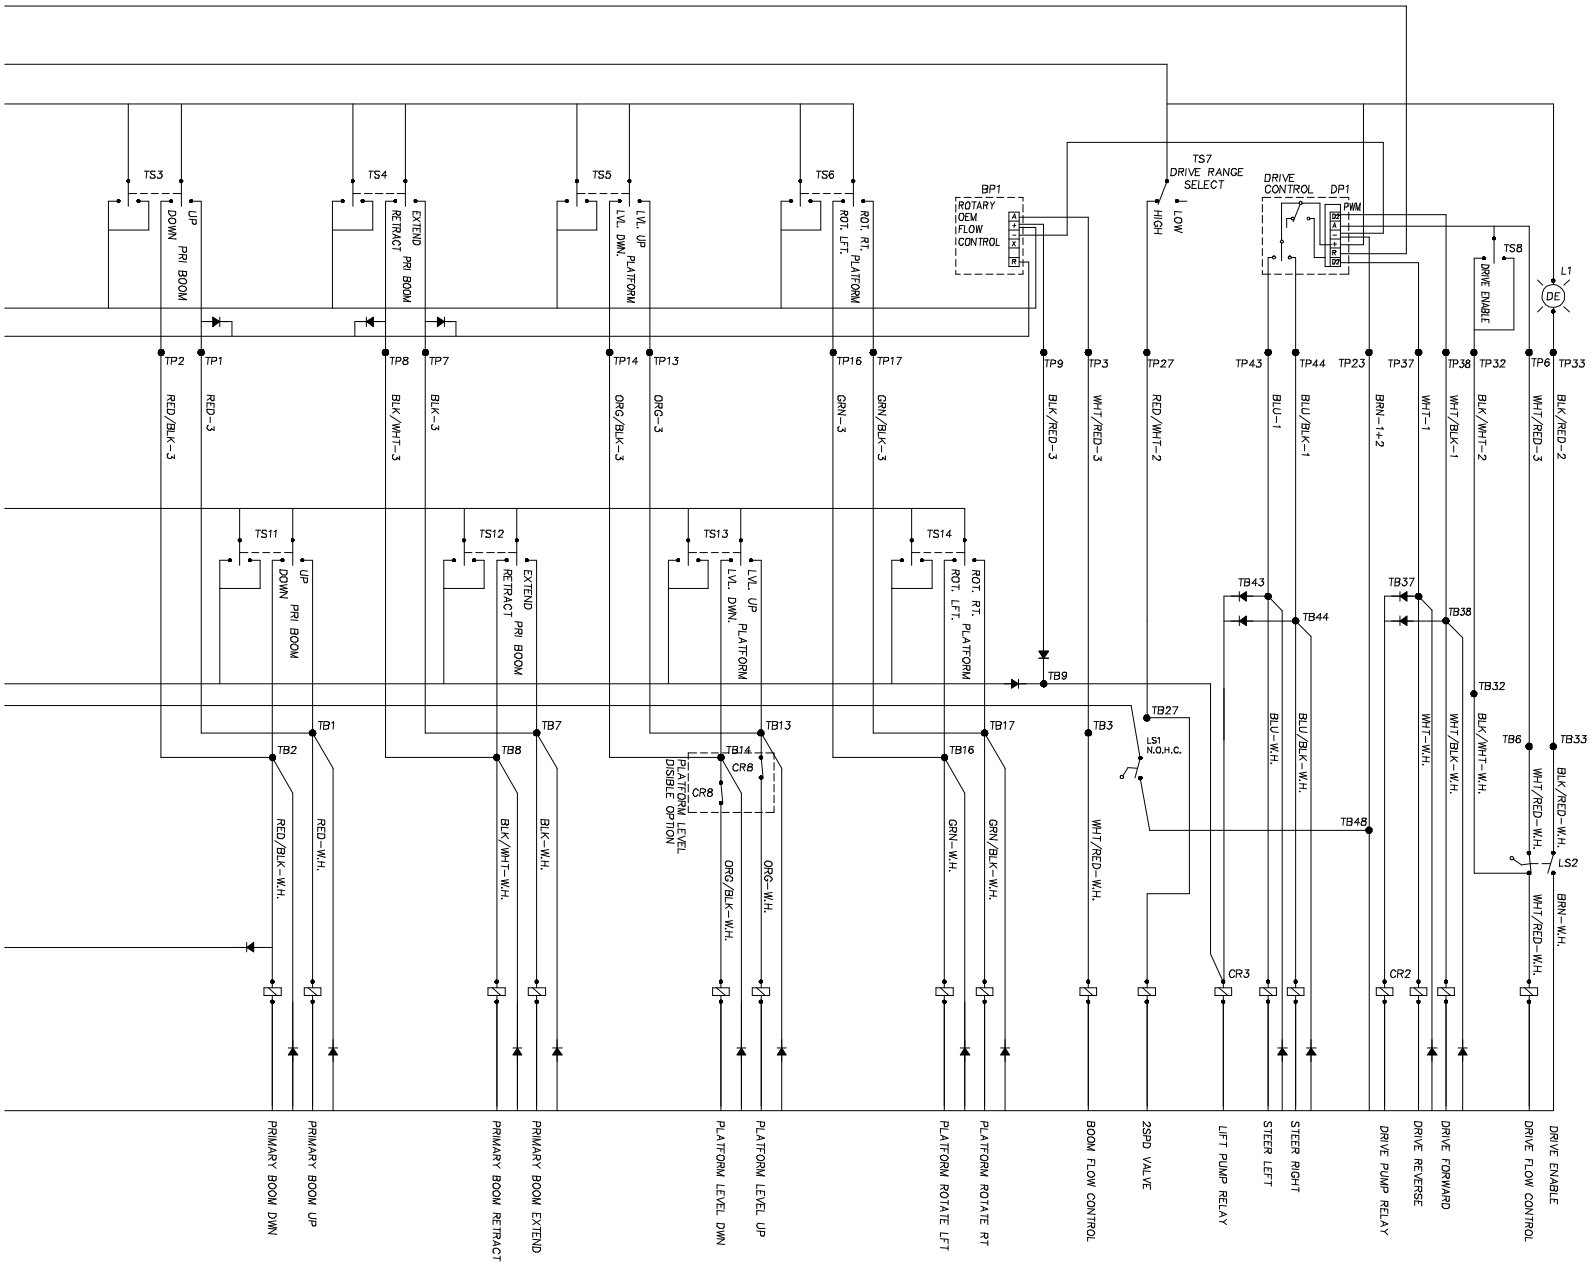 TS3
UP
DOWN
PRI BOOM
TS4
EXTEND
RETRACT
PRI BOOM
TS5
LVL. UP
LVL. DWN.
PLATFORM
TS6
ROT. RT.
ROT. LFT.
PLATFORM
BP1
ROTARY
OEM
FLOW
CONTROL
A
+
−
X
R
TS7
DRIVE RANGE
SELECT
HIGH
LOW
DRIVE
CONTROL
DP1
PWM
D2
A
−
+
R
D2
TS8
DRIVE ENABLE
L1
DE
TP2
TP1
TP8
TP7
TP14
TP13
TP16
TP17
TP9
TP3
TP27
TP43
TP44
TP23
TP37
TP38
TP32
TP6
TP33
RED/BLK-3
RED-3
BLK/WHT-3
BLK-3
ORG/BLK-3
ORG-3
GRN-3
GRN/BLK-3
BLK/RED-3
WHT/RED-3
RED/WHT-2
BLU-1
BLU/BLK-1
BRN-1+2
WHT-1
WHT/BLK-1
BLK/WHT-2
WHT/RED-3
BLK/RED-2
TS11
UP
DOWN
PRI BOOM
TS12
EXTEND
RETRACT
PRI BOOM
TS13
LVL. UP
LVL. DWN.
PLATFORM
TS14
ROT. RT.
ROT. LFT.
PLATFORM
TB43
TB44
TB37
TB38
TB9
TB32
TB27
TB2
TB1
TB8
TB7
TB14
TB13
TB16
TB17
TB3
LS1
N.O.H.C.
TB6
TB33
CR8
CR8
PLATFORM LEVEL
DISIBLE OPTION
TB48
LS2
RED/BLK-W.H.
RED-W.H.
BLK/WHT-W.H.
BLK-W.H.
ORG/BLK-W.H.
ORG-W.H.
GRN-W.H.
GRN/BLK-W.H.
WHT/RED-W.H.
BLU-W.H.
BLU/BLK-W.H.
WHT-W.H.
WHT/BLK-W.H.
BLK/WHT-W.H.
WHT/RED-W.H.
BLK/RED-W.H.
WHT/RED-W.H.
BRN-W.H.
CR3
CR2
PRIMARY BOOM DWN
PRIMARY BOOM UP
PRIMARY BOOM RETRACT
PRIMARY BOOM EXTEND
PLATFORM LEVEL DWN
PLATFORM LEVEL UP
PLATFORM ROTATE LFT
PLATFORM ROTATE RT
BOOM FLOW CONTROL
2SPD VALVE
LIFT PUMP RELAY
STEER LEFT
STEER RIGHT
DRIVE PUMP RELAY
DRIVE REVERSE
DRIVE FORWARD
DRIVE FLOW CONTROL
DRIVE ENABLE